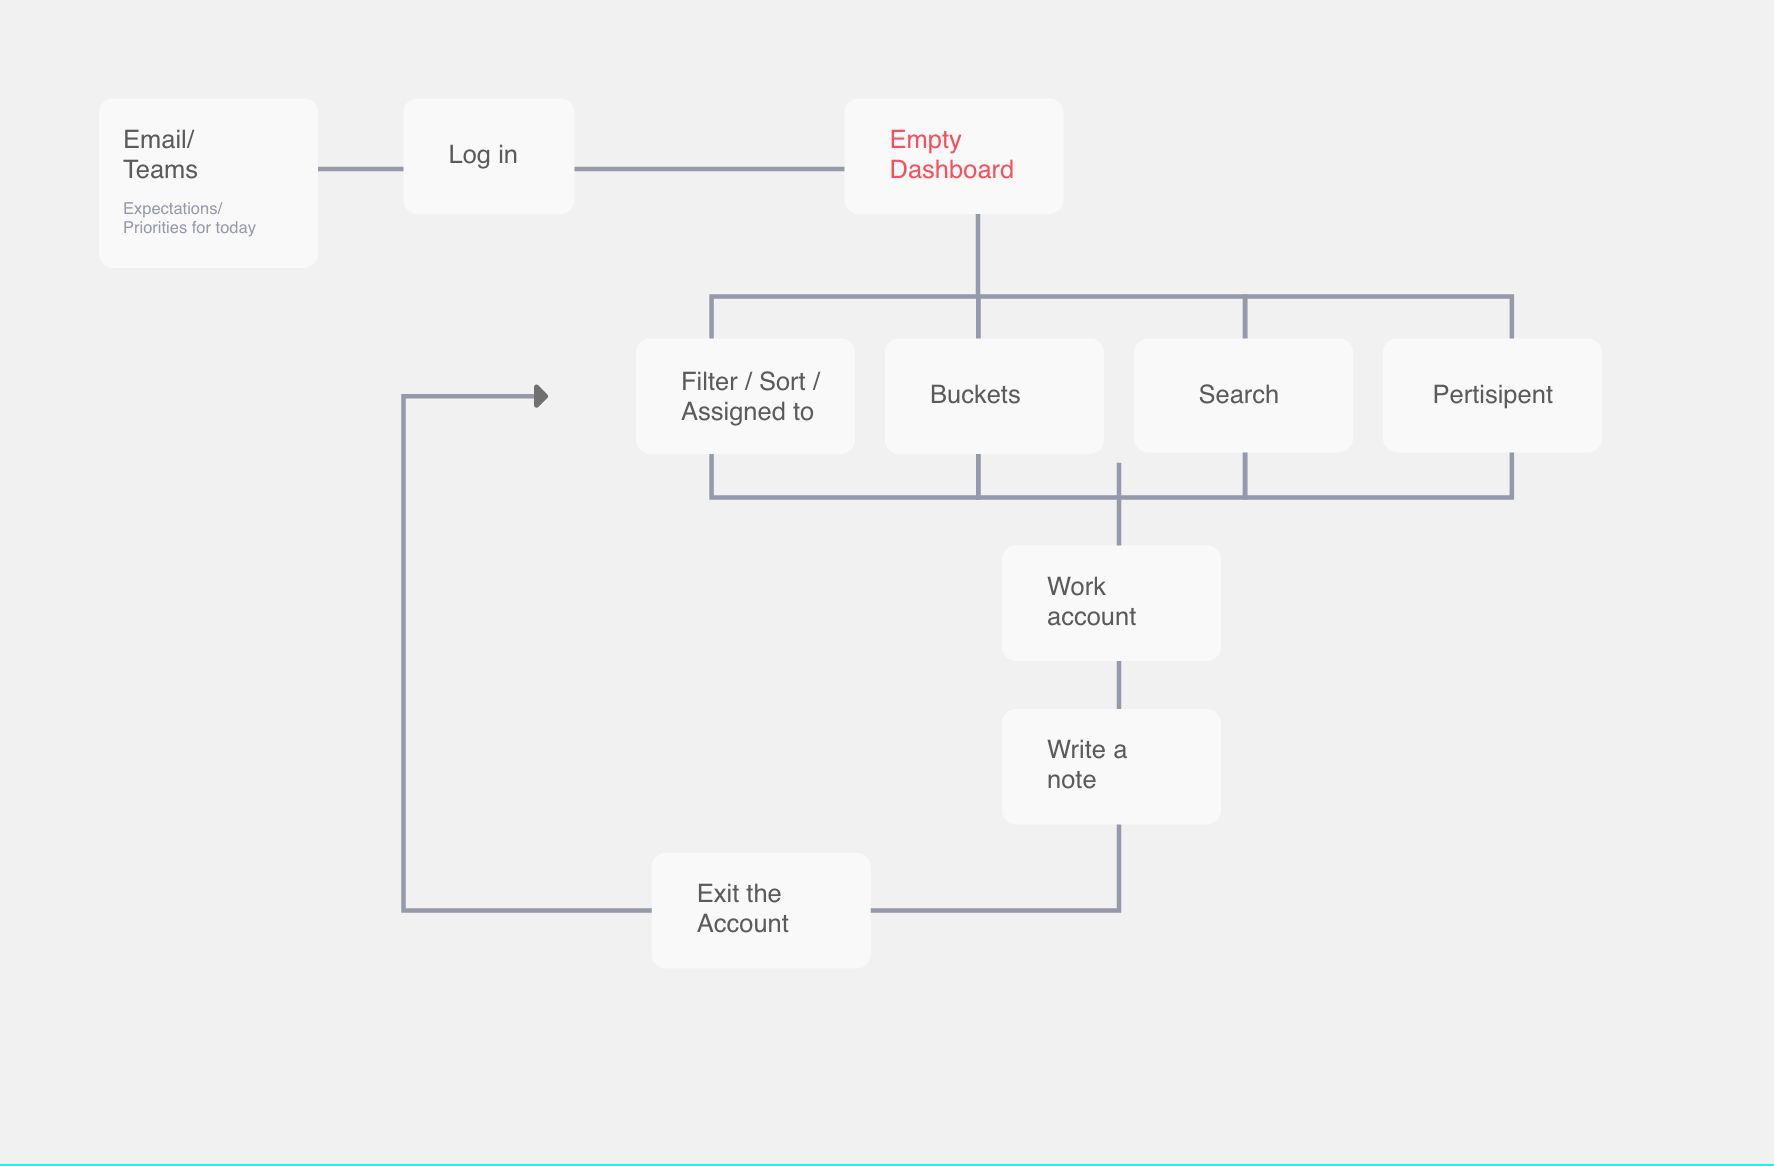 Email/
Teams
Expectations/
Priorities for today
Log in
Empty
Dashboard
Filter / Sort /
Assigned to
Buckets
Search
Pertisipent
Work
account
Write a
note
Exit the
Account